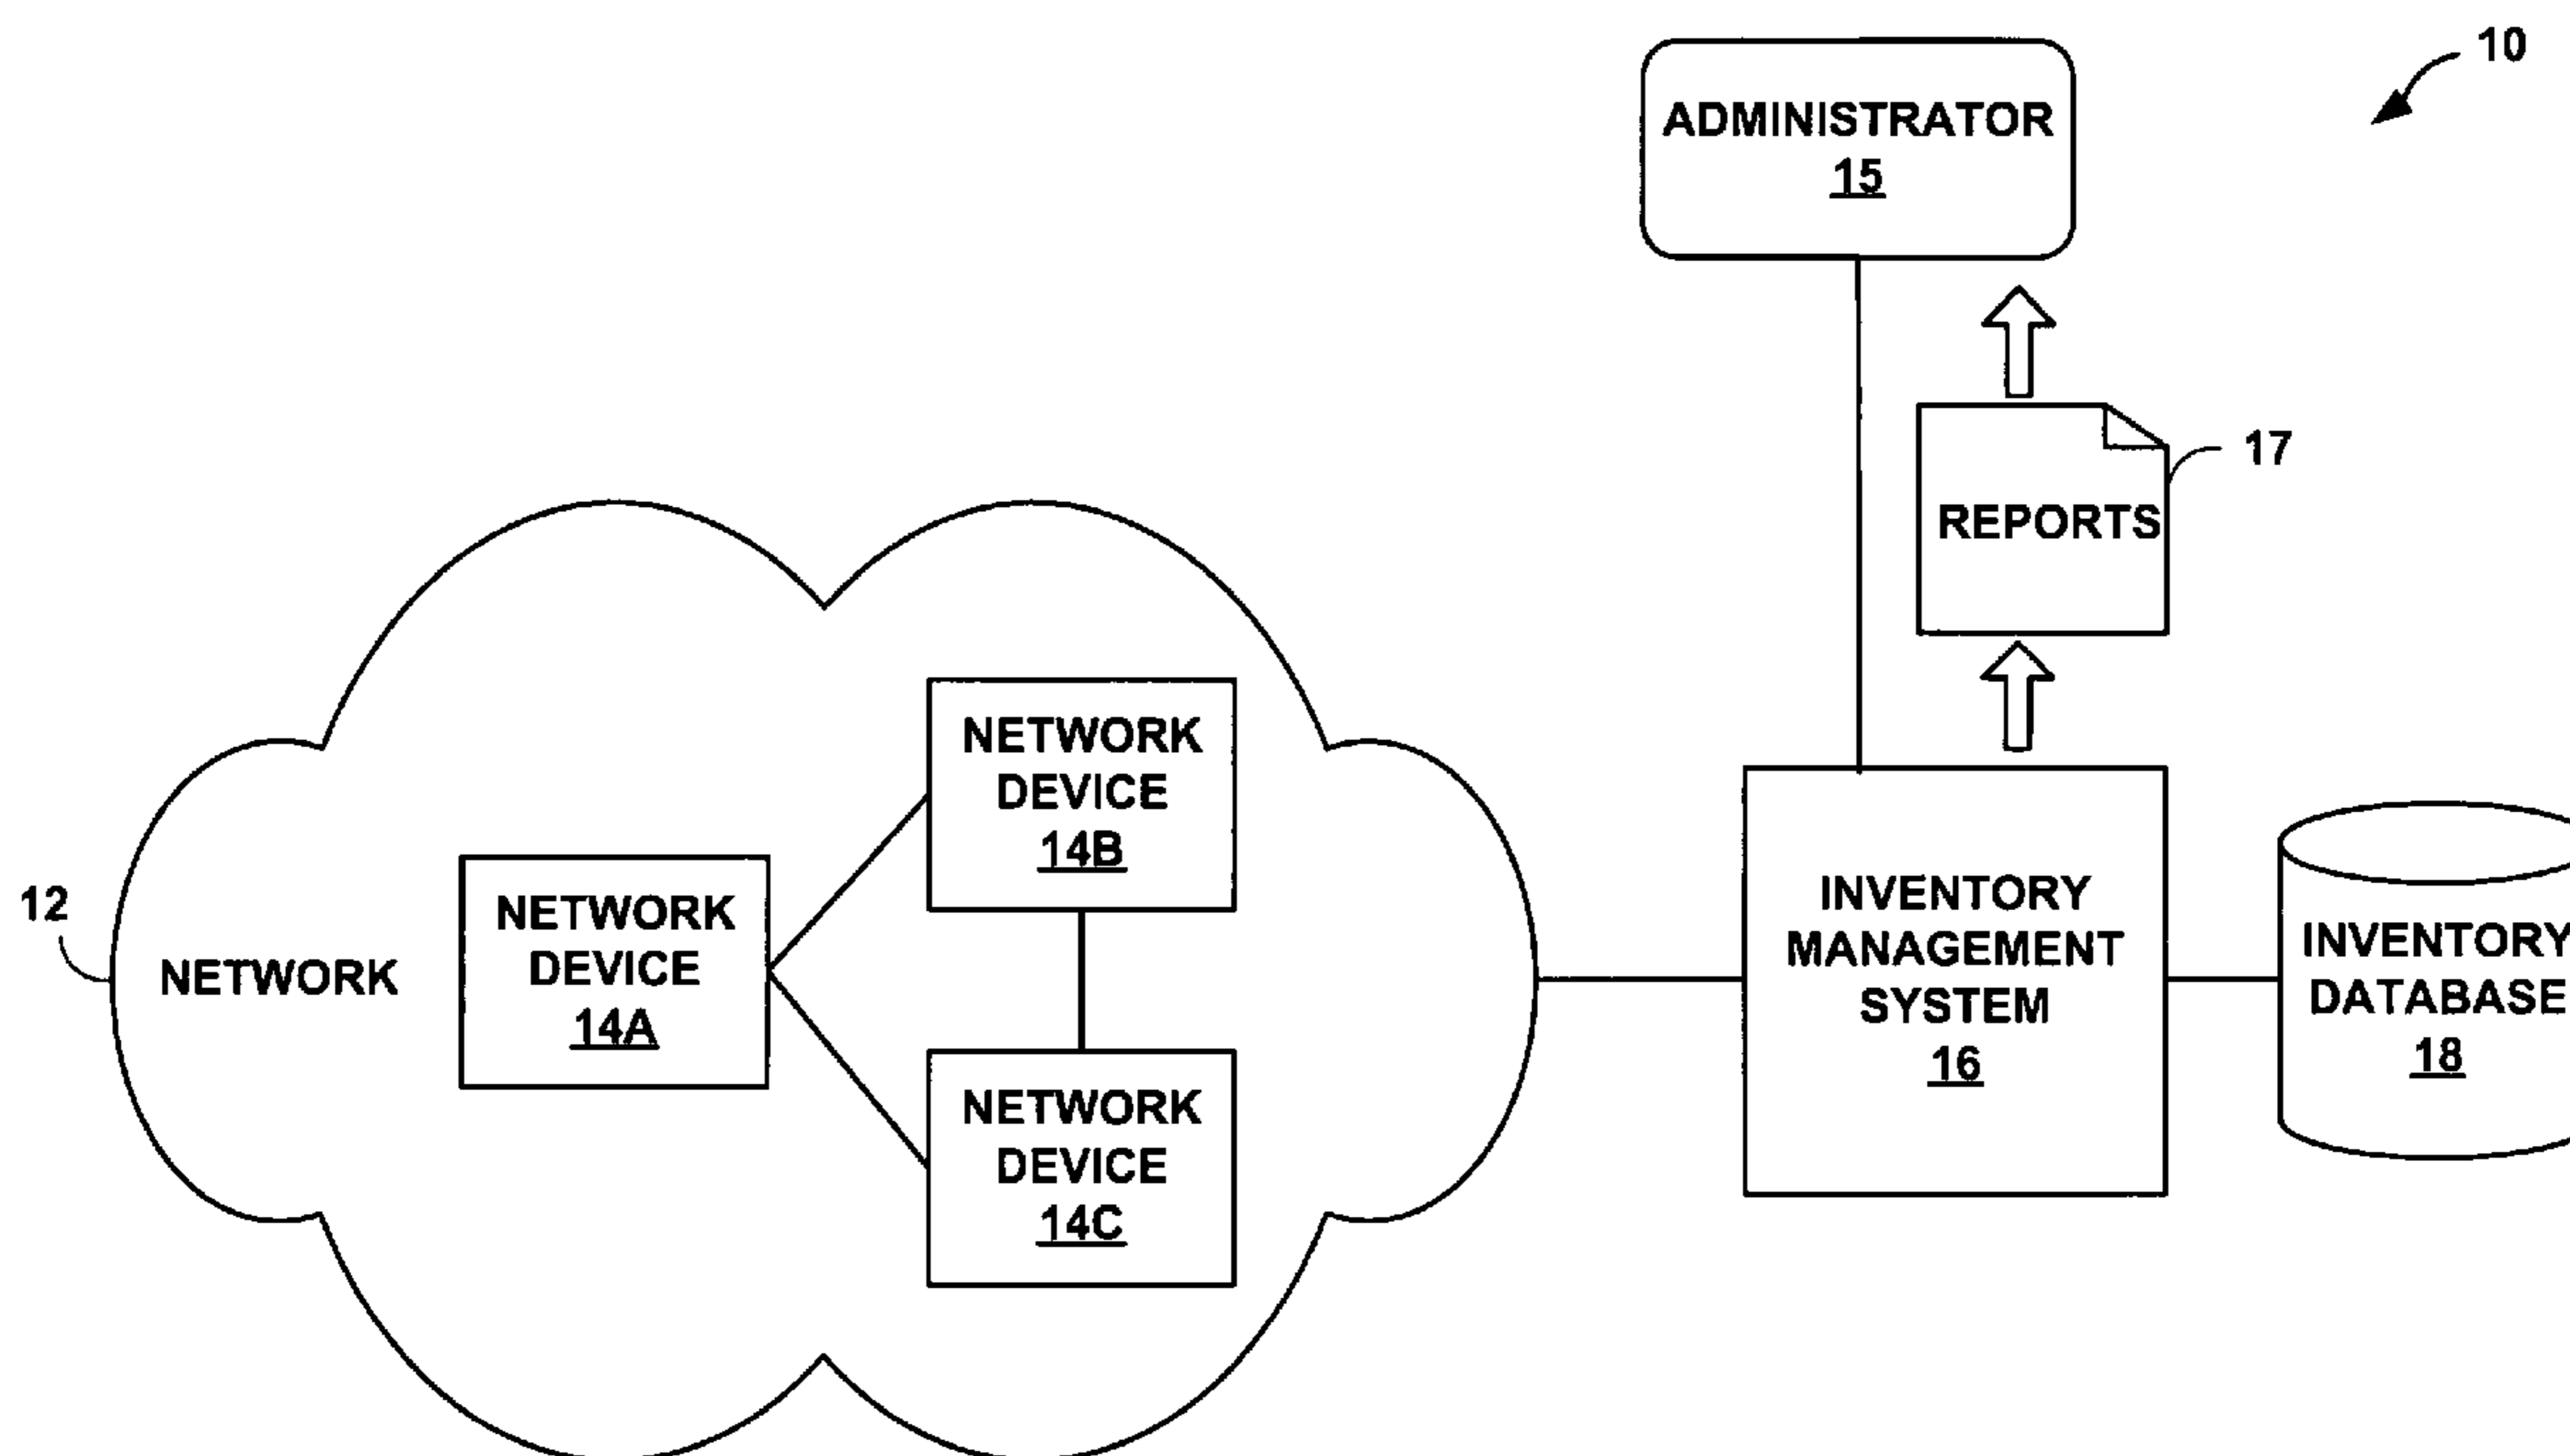 10
ADMINISTRATOR
15
17
REPORTS
12
NETWORK
NETWORK
DEVICE
14A
NETWORK
DEVICE
14B
NETWORK
DEVICE
14C
INVENTORY
MANAGEMENT
SYSTEM
16
INVENTORY
DATABASE
18